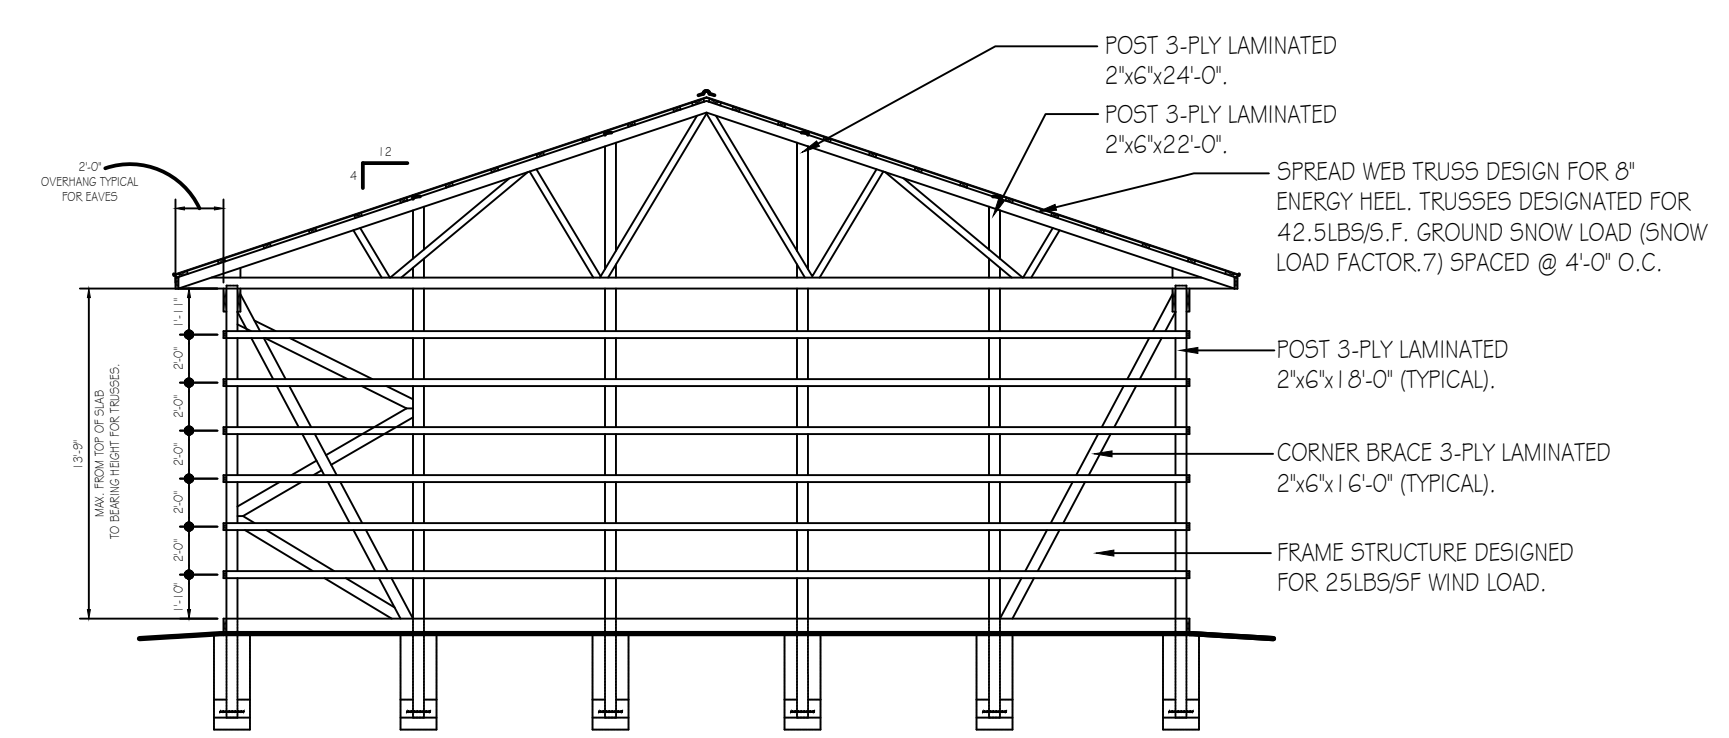 POST 3-PLY LAMINATED
2"x6"x24'-0".
POST 3-PLY LAMINATED
2"x6"x22'-0".
12
4
2'-0"
OVERHANG TYPICAL
FOR EAVES
SPREAD WEB TRUSS DESIGN FOR 8"
ENERGY HEEL. TRUSSES DESIGNATED FOR
42.5LBS/S.F. GROUND SNOW LOAD (SNOW
LOAD FACTOR.7) SPACED @ 4'-0" O.C.
1'-11"
2'-0"
2'-0"
2'-0"
2'-0"
2'-0"
1'-10"
13'-9"
MAX. FROM TOP OF SLAB
TO BEARING HEIGHT FOR TRUSSES.
POST 3-PLY LAMINATED
2"x6"x18'-0" (TYPICAL).
CORNER BRACE 3-PLY LAMINATED
2"x6"x16'-0" (TYPICAL).
FRAME STRUCTURE DESIGNED
FOR 25LBS/SF WIND LOAD.